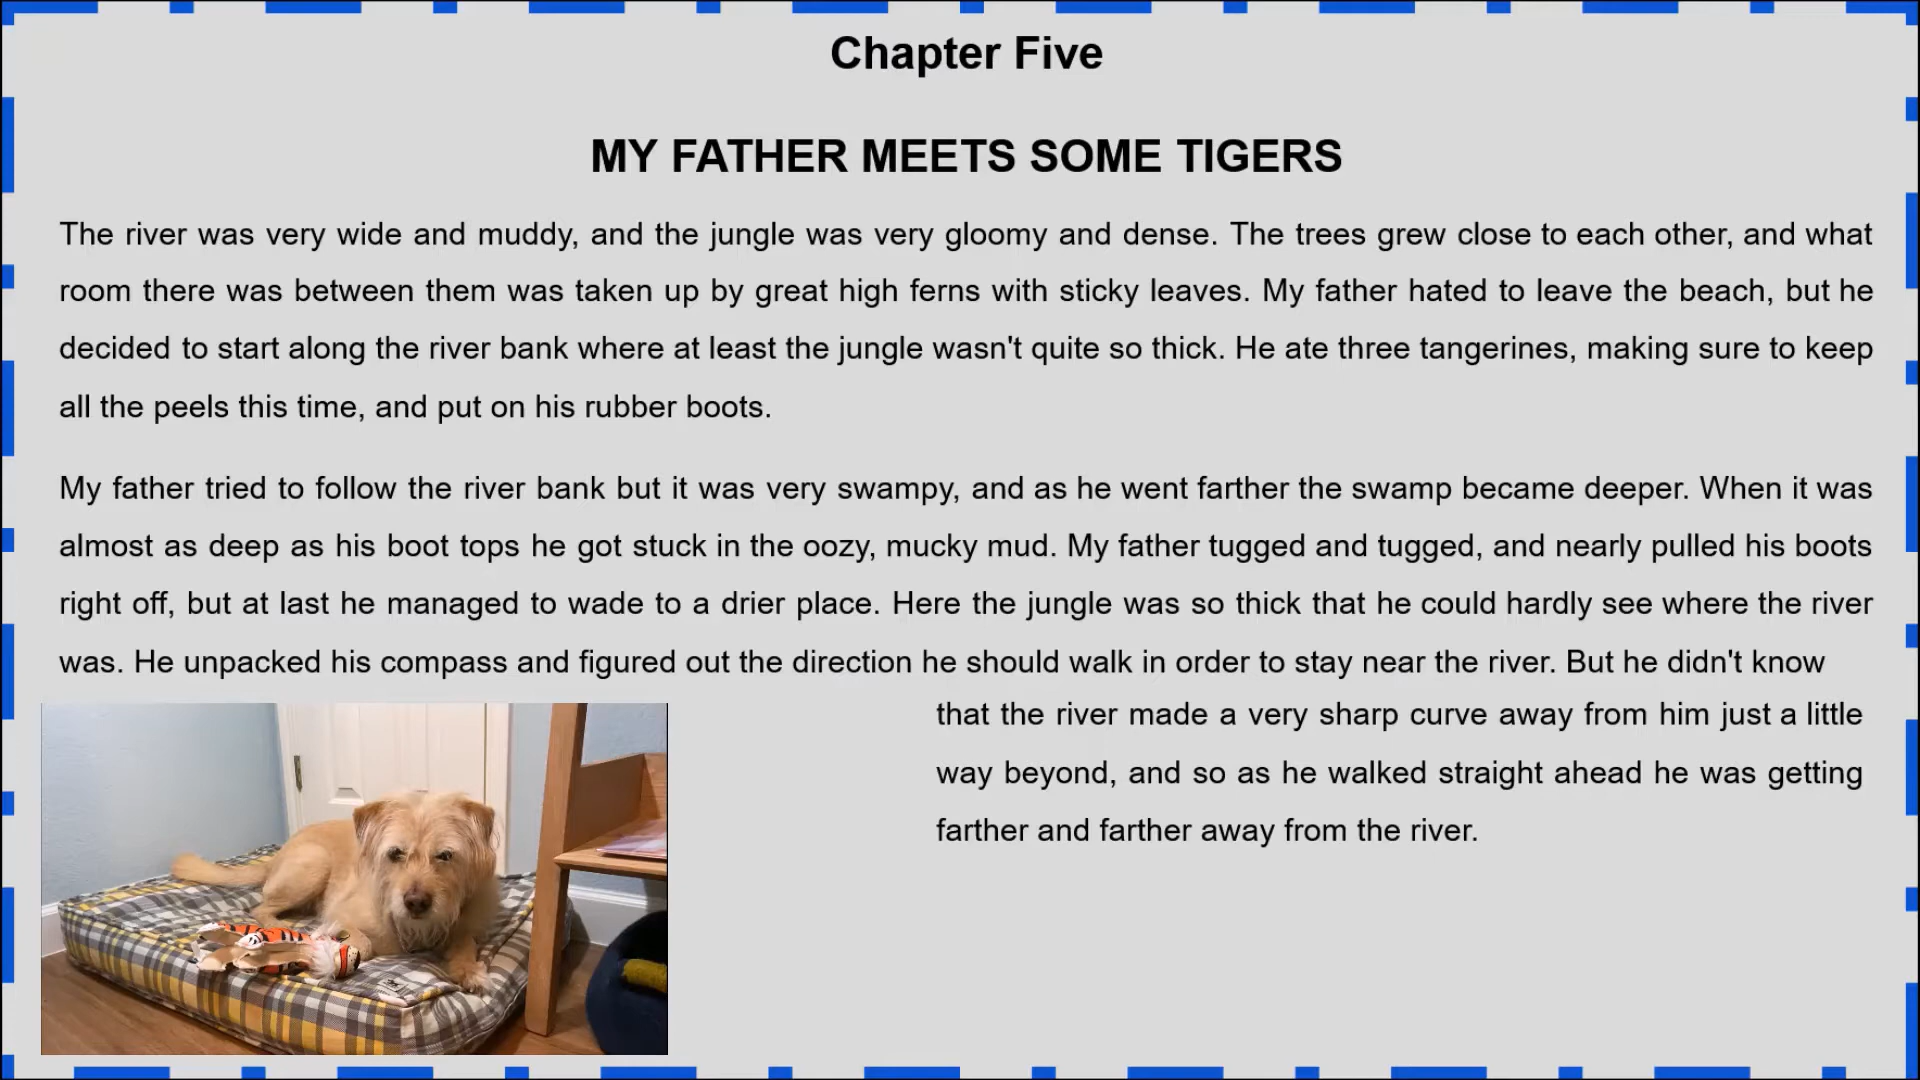 Chapter Five
MY FATHER MEETS SOME TIGERS
The river was very wide and muddy, and the jungle was very gloomy and dense. The trees grew close to each other, and what
room there was between them was taken up by great high ferns with sticky leaves. My father hated to leave the beach, but he
decided to start along the river bank where at least the jungle wasn't quite so thick. He ate three tangerines, making sure to keep
all the peels this time, and put on his rubber boots.
My father tried to follow the river bank but it was very swampy, and as he went farther the swamp became deeper. When it was
almost as deep as his boot tops he got stuck in the oozy, mucky mud. My father tugged and tugged, and nearly pulled his boots
right off, but at last he managed to wade to a drier place. Here the jungle was so thick that he could hardly see where the river
was. He unpacked his compass and figured out the direction he should walk in order to stay near the river. But he didn't know
that the river made a very sharp curve away from him just a little
way beyond, and so as he walked straight ahead he was getting
farther and farther away from the river.